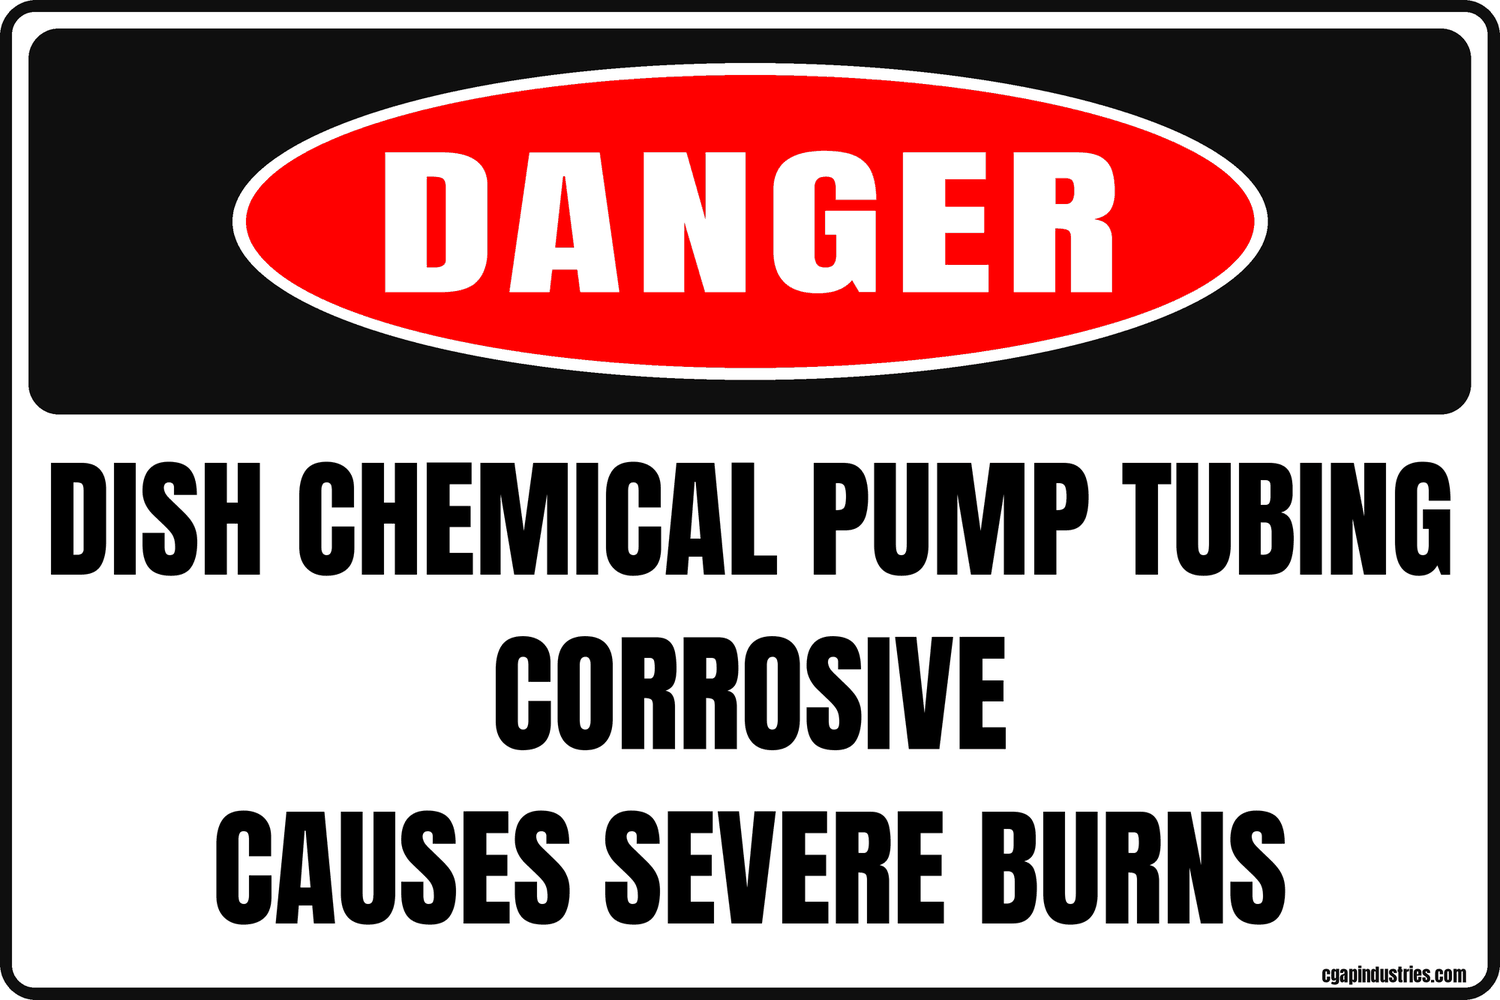 DANGER
DISH CHEMICAL PUMP TUBING
CORROSIVE
CAUSES SEVERE BURNS
cgapindustries.com